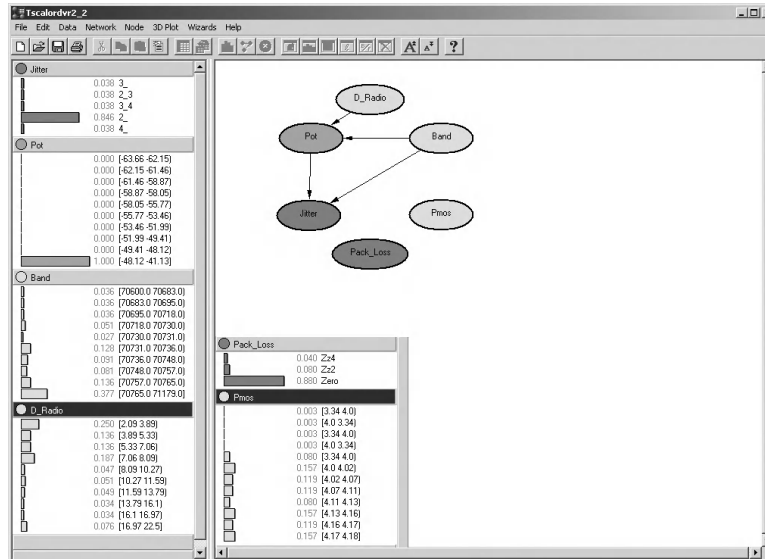 Tscalordvr2_2
File Edit Data Network Node 3D Plot Wizards Help
Jitter
0.038 3_
0.038 2_3
0.038 3_4
0.846 2_
0.038 4_
Pot
0.000 [-63.66 -62.15)
0.000 [-62.15 -61.46)
0.000 [-61.46 -58.87)
0.000 [-58.87 -58.05)
0.000 [-58.05 -55.77)
0.000 [-55.77 -53.46)
0.000 [-53.46 -51.99)
0.000 [-51.99 -49.41)
0.000 [-49.41 -48.12)
1.000 [-48.12 -41.13)
Band
0.036 [70600.0 70683.0)
0.036 [70683.0 70695.0)
0.036 [70695.0 70718.0)
0.051 [70718.0 70730.0)
0.027 [70730.0 70731.0)
0.128 [70731.0 70736.0)
0.091 [70736.0 70748.0)
0.081 [70748.0 70757.0)
0.136 [70757.0 70765.0)
0.377 [70765.0 71179.0)
D_Radio
0.250 [2.09 3.89)
0.136 [3.89 5.33)
0.136 [5.33 7.06)
0.187 [7.06 8.09)
0.047 [8.09 10.27)
0.051 [10.27 11.59)
0.049 [11.59 13.79)
0.034 [13.79 16.1)
0.034 [16.1 16.97)
0.076 [16.97 22.5)
D_Radio
Pot
Band
Jitter
Pmos
Pack_Loss
Pack_Loss
0.040 Zz4
0.080 Zz2
0.880 Zero
Pmos
0.003 [3.34 4.0)
0.003 [4.0 3.34)
0.003 [3.34 4.0)
0.003 [4.0 3.34)
0.080 [3.34 4.0)
0.157 [4.0 4.02)
0.119 [4.02 4.07)
0.119 [4.07 4.11)
0.080 [4.11 4.13)
0.157 [4.13 4.16)
0.119 [4.16 4.17)
0.157 [4.17 4.18)